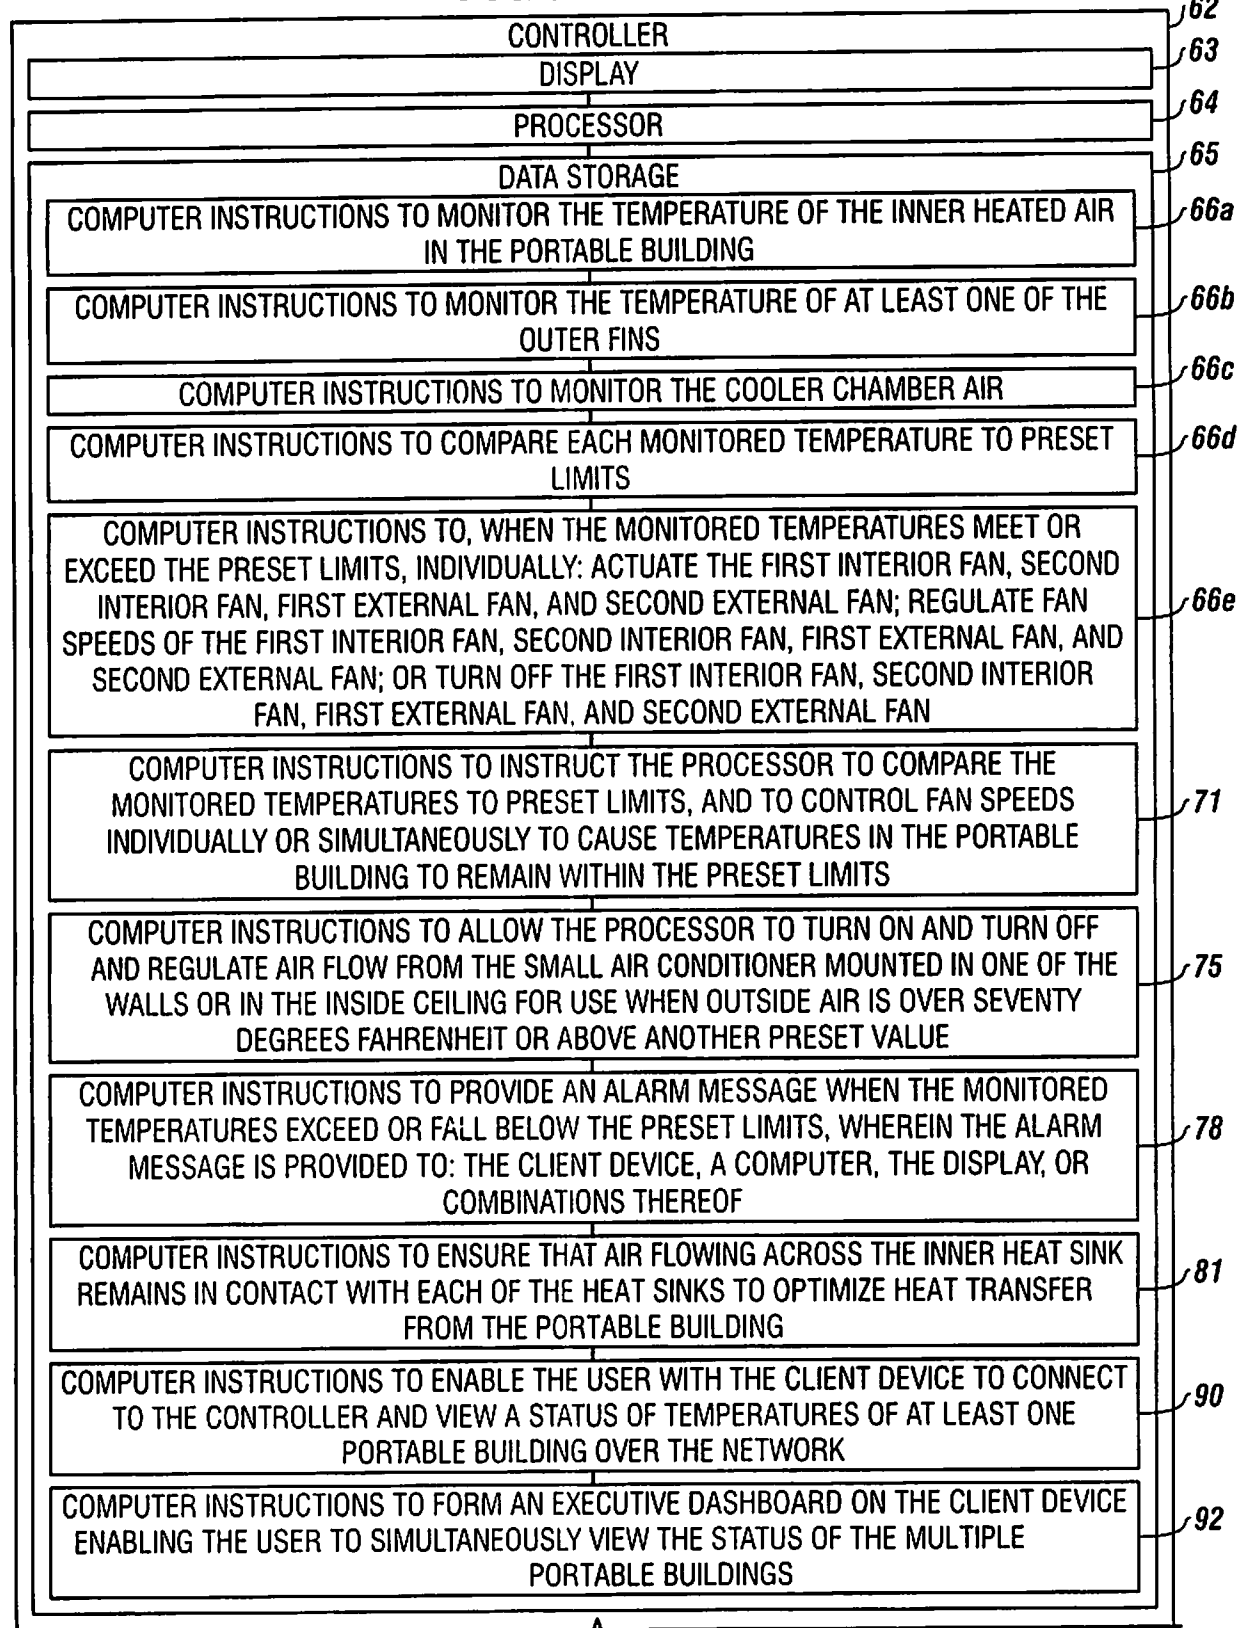 62
CONTROLLER
63
DISPLAY
64
PROCESSOR
65
DATA STORAGE
COMPUTER INSTRUCTIONS TO MONITOR THE TEMPERATURE OF THE INNER HEATED AIR
IN THE PORTABLE BUILDING
66a
COMPUTER INSTRUCTIONS TO MONITOR THE TEMPERATURE OF AT LEAST ONE OF THE
OUTER FINS
66b
COMPUTER INSTRUCTIONS TO MONITOR THE COOLER CHAMBER AIR
66c
COMPUTER INSTRUCTIONS TO COMPARE EACH MONITORED TEMPERATURE TO PRESET
LIMITS
66d
COMPUTER INSTRUCTIONS TO, WHEN THE MONITORED TEMPERATURES MEET OR
EXCEED THE PRESET LIMITS, INDIVIDUALLY: ACTUATE THE FIRST INTERIOR FAN, SECOND
INTERIOR FAN, FIRST EXTERNAL FAN, AND SECOND EXTERNAL FAN; REGULATE FAN
SPEEDS OF THE FIRST INTERIOR FAN, SECOND INTERIOR FAN, FIRST EXTERNAL FAN, AND
SECOND EXTERNAL FAN; OR TURN OFF THE FIRST INTERIOR FAN, SECOND INTERIOR
FAN, FIRST EXTERNAL FAN, AND SECOND EXTERNAL FAN
66e
COMPUTER INSTRUCTIONS TO INSTRUCT THE PROCESSOR TO COMPARE THE
MONITORED TEMPERATURES TO PRESET LIMITS, AND TO CONTROL FAN SPEEDS
INDIVIDUALLY OR SIMULTANEOUSLY TO CAUSE TEMPERATURES IN THE PORTABLE
BUILDING TO REMAIN WITHIN THE PRESET LIMITS
71
COMPUTER INSTRUCTIONS TO ALLOW THE PROCESSOR TO TURN ON AND TURN OFF
AND REGULATE AIR FLOW FROM THE SMALL AIR CONDITIONER MOUNTED IN ONE OF THE
WALLS OR IN THE INSIDE CEILING FOR USE WHEN OUTSIDE AIR IS OVER SEVENTY
DEGREES FAHRENHEIT OR ABOVE ANOTHER PRESET VALUE
75
COMPUTER INSTRUCTIONS TO PROVIDE AN ALARM MESSAGE WHEN THE MONITORED
TEMPERATURES EXCEED OR FALL BELOW THE PRESET LIMITS, WHEREIN THE ALARM
MESSAGE IS PROVIDED TO: THE CLIENT DEVICE, A COMPUTER, THE DISPLAY, OR
COMBINATIONS THEREOF
78
COMPUTER INSTRUCTIONS TO ENSURE THAT AIR FLOWING ACROSS THE INNER HEAT SINK
REMAINS IN CONTACT WITH EACH OF THE HEAT SINKS TO OPTIMIZE HEAT TRANSFER
FROM THE PORTABLE BUILDING
81
COMPUTER INSTRUCTIONS TO ENABLE THE USER WITH THE CLIENT DEVICE TO CONNECT
TO THE CONTROLLER AND VIEW A STATUS OF TEMPERATURES OF AT LEAST ONE
PORTABLE BUILDING OVER THE NETWORK
90
COMPUTER INSTRUCTIONS TO FORM AN EXECUTIVE DASHBOARD ON THE CLIENT DEVICE
ENABLING THE USER TO SIMULTANEOUSLY VIEW THE STATUS OF THE MULTIPLE
PORTABLE BUILDINGS
92